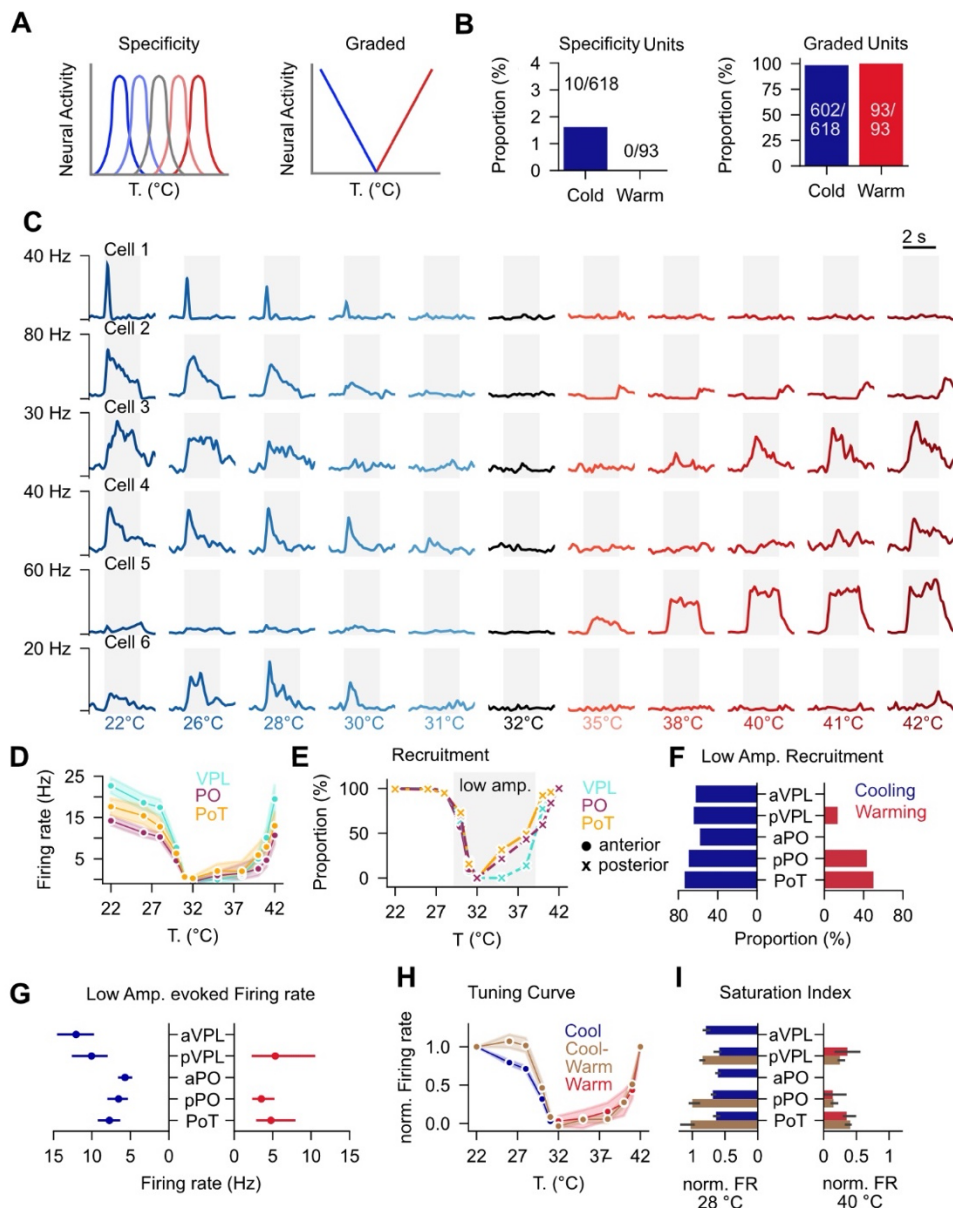 A
Specificity
Graded
Neural Activity
T. (°C)
Neural Activity
T. (°C)
B
Specificity Units
Graded Units
Proportion (%)
4
3
2
1
0
10/618
0/93
Cold Warm
Proportion (%)
100
75
50
25
0
602/
618
93/
93
Cold Warm
C
2 s
40 Hz
Cell 1
80 Hz
Cell 2
30 Hz
Cell 3
40 Hz
Cell 4
60 Hz
Cell 5
20 Hz
Cell 6
22°C 26°C 28°C 30°C 31°C 32°C 35°C 38°C 40°C 41°C 42°C
D
Firing rate (Hz)
25
15
5
VPL
PO
PoT
22 27 32 37 42
T. (°C)
E
Recruitment
Proportion (%)
100
50
0
low amp.
VPL
PO
PoT
anterior
x posterior
22 27 32 37 42
T (°C)
F
Low Amp. Recruitment
Cooling
Warming
aVPL
pVPL
aPO
pPO
PoT
80 0 0 80
Proportion (%)
G
Low Amp. evoked Firing rate
aVPL
pVPL
aPO
pPO
PoT
15 10 5 0 0 5 10 15
Firing rate (Hz)
H
Tuning Curve
norm. Firing rate
1.0
0.5
0.0
Cool
Cool-
Warm
Warm
22 27 32 37 42
T. (°C)
I
Saturation Index
aVPL
pVPL
aPO
pPO
PoT
1 0.5 0 0 0.5 1
norm. FR
28 °C
norm. FR
40 °C